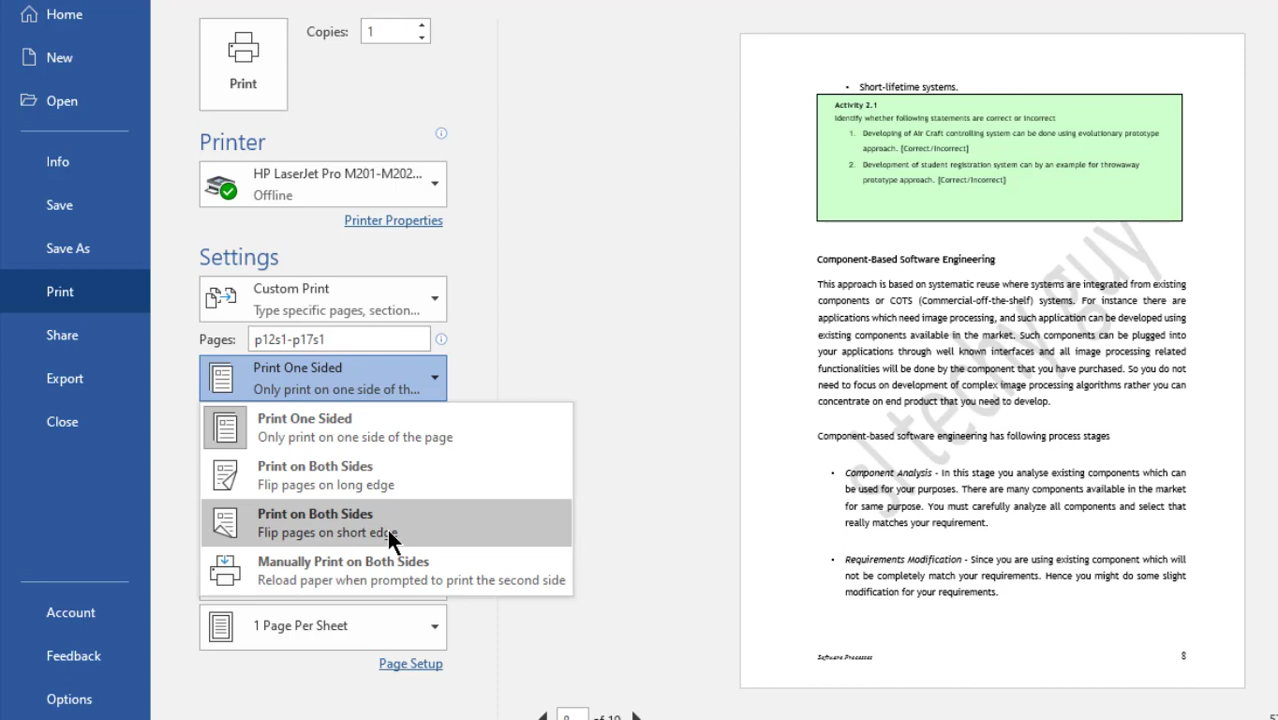 Home
New
Open
Info
Save
Save As
Print
Share
Export
Close
Account
Feedback
Options
Print
Copies: 1
Printer
HP LaserJet Pro M201-M202...
Offline
Printer Properties
Settings
Custom Print
Type specific pages, section...
Pages: p12s1-p17s1
Print One Sided
Only print on one side of th...
Print One Sided
Only print on one side of the page
Print on Both Sides
Flip pages on long edge
Print on Both Sides
Flip pages on short edge
Manually Print on Both Sides
Reload paper when prompted to print the second side
1 Page Per Sheet
Page Setup
• Short-lifetime systems.
Activity 2.1
Identify whether following statements are correct or incorrect
1. Developing of Air Craft controlling system can be done using evolutionary prototype
approach. [Correct/Incorrect]
2. Development of student registration system can by an example for throwaway
prototype approach. [Correct/Incorrect]
Component-Based Software Engineering
This approach is based on systematic reuse where systems are integrated from existing
components or COTS (Commercial-off-the-shelf) systems. For instance there are
applications which need image processing, and such application can be developed using
existing components available in the market. Such components can be plugged into
your applications through well known interfaces and all image processing related
functionalities will be done by the component that you have purchased. So you do not
need to focus on development of complex image processing algorithms rather you can
concentrate on end product that you need to develop.
Component-based software engineering has following process stages
• Component Analysis - In this stage you analyse existing components which can
be used for your purposes. There are many components available in the market
for same purpose. You must carefully analyze all components and select that
really matches your requirement.
• Requirements Modification - Since you are using existing component which will
not be completely match your requirements. Hence you might do some slight
modification for your requirements.
Software Processes 8
sl techy guy
of 10